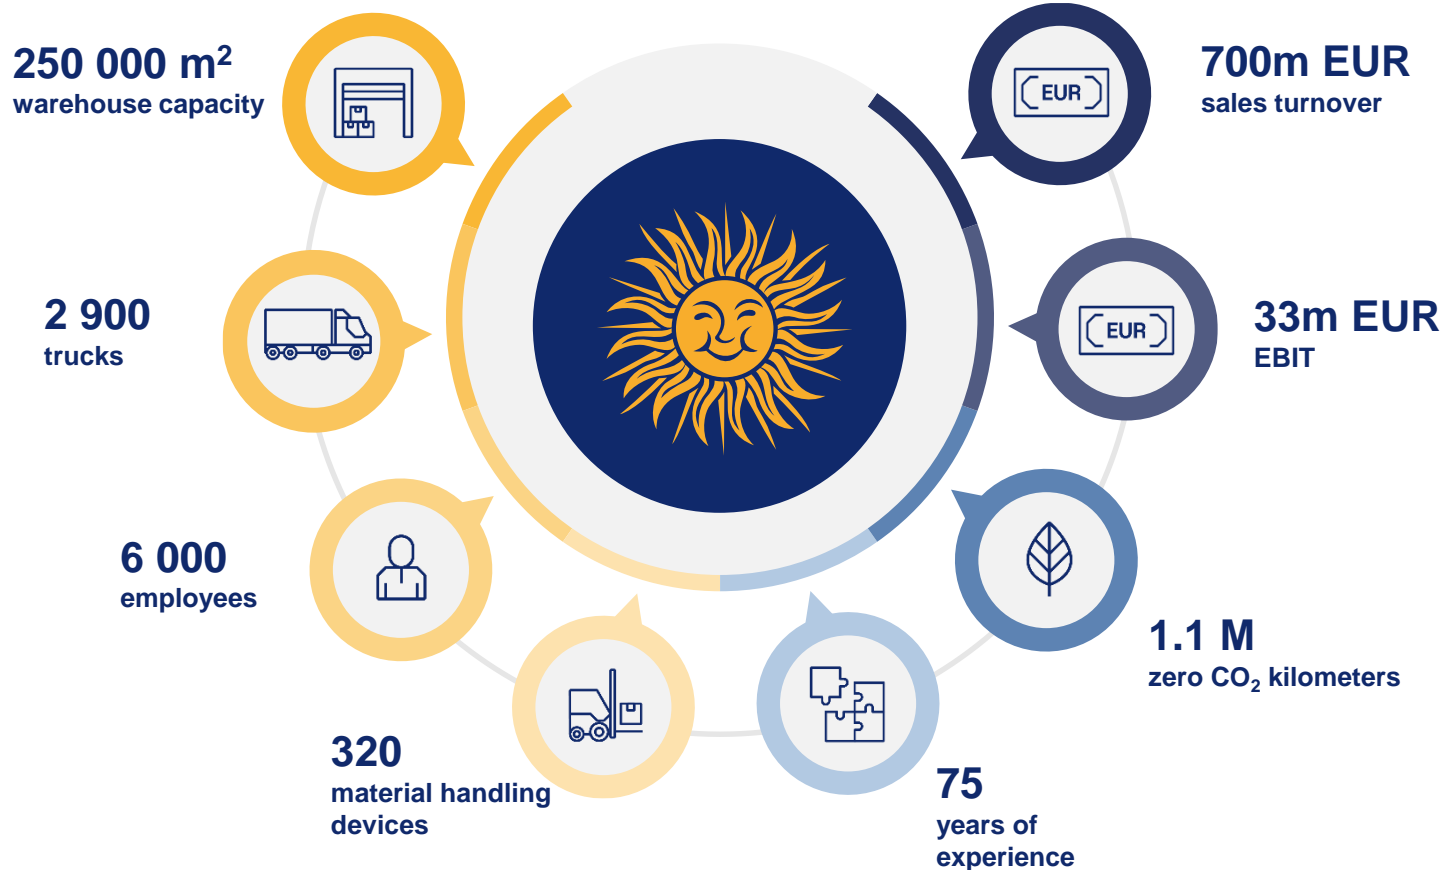 250 000 m²
warehouse capacity
2 900
trucks
6 000
employees
320
material handling
devices
75
years of
experience
1.1 M
zero CO₂ kilometers
EUR
33m EUR
EBIT
EUR
700m EUR
sales turnover